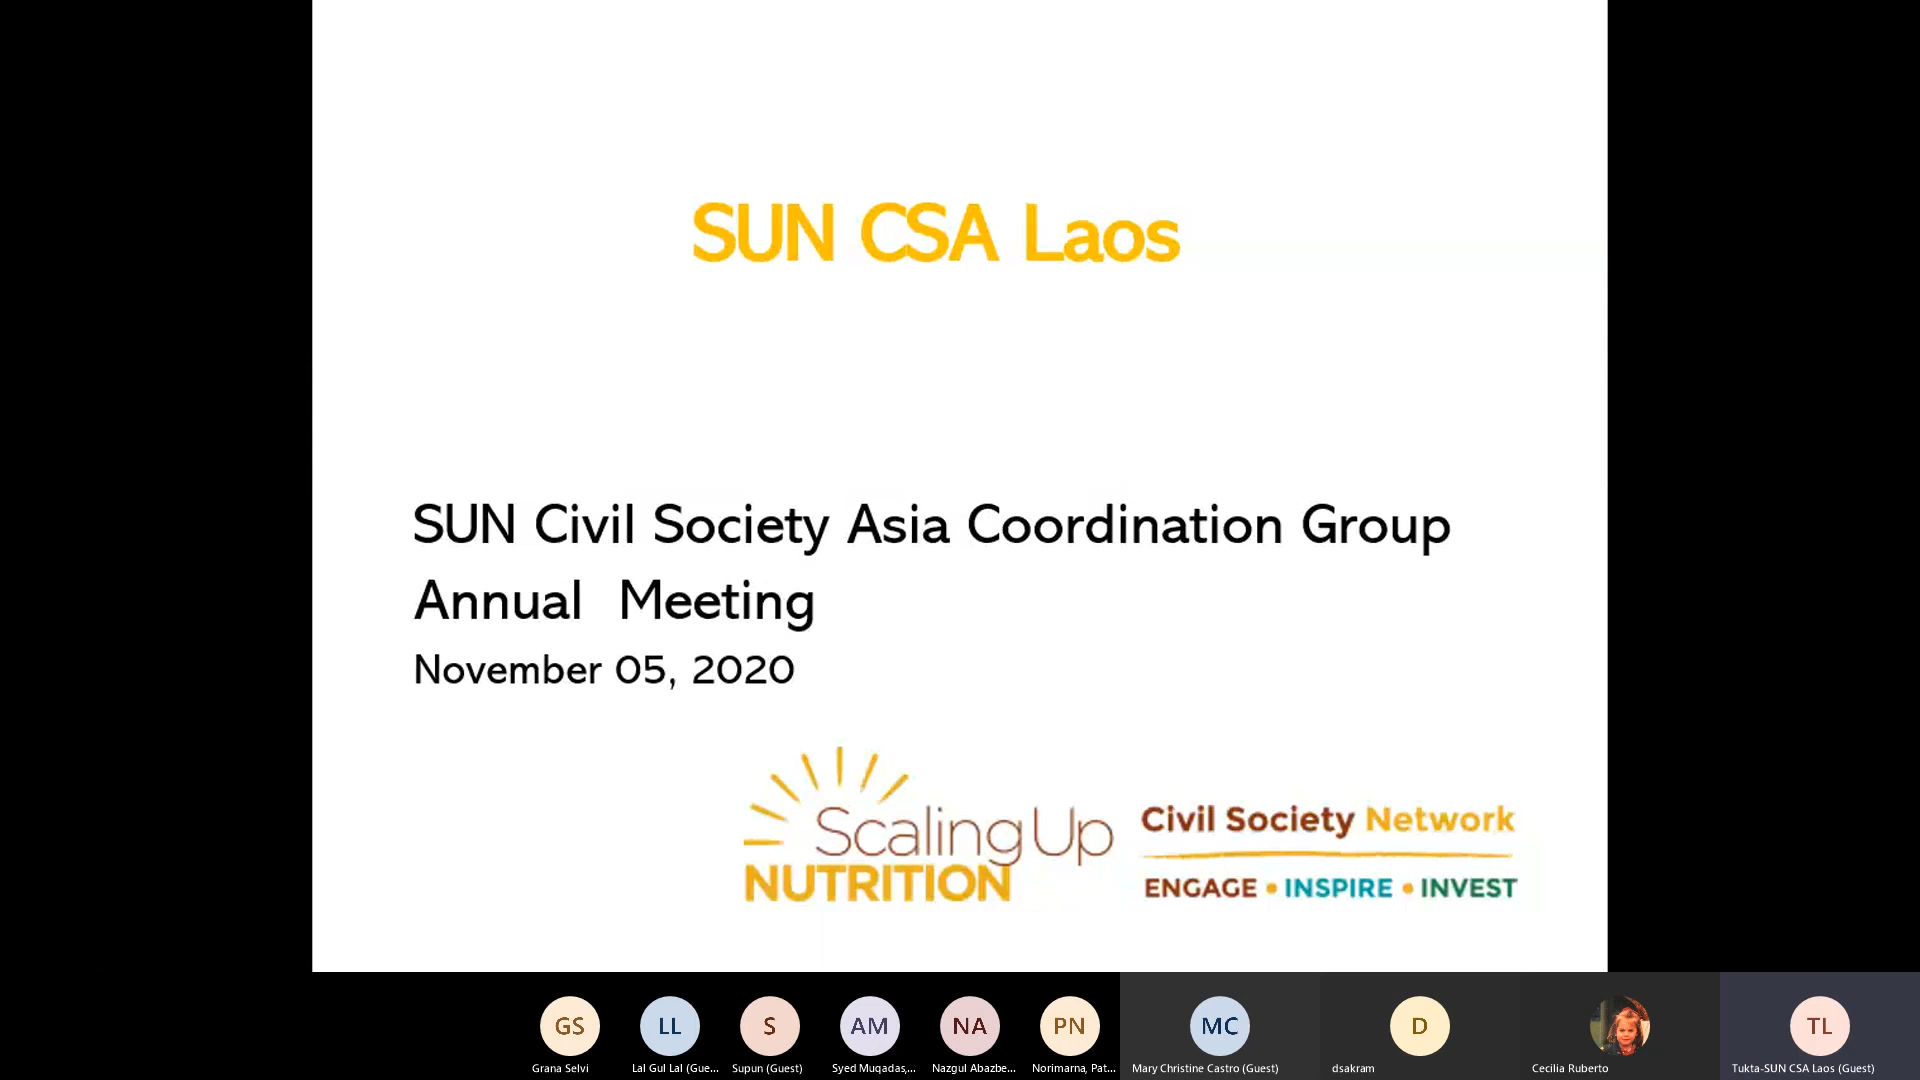 SUN CSA Laos
SUN Civil Society Asia Coordination Group
Annual Meeting
November 05, 2020
Scaling Up
NUTRITION
Civil Society Network
ENGAGE • INSPIRE • INVEST
GS
LL
S
AM
NA
PN
MC
D
TL
Grana Selvi
Lal Gul Lal (Gue...
Supun (Guest)
Syed Muqadas,...
Nazgul Abazbe...
Norimarna, Pat...
Mary Christine Castro (Guest)
dsakram
Cecilia Ruberto
Tukta-SUN CSA Laos (Guest)